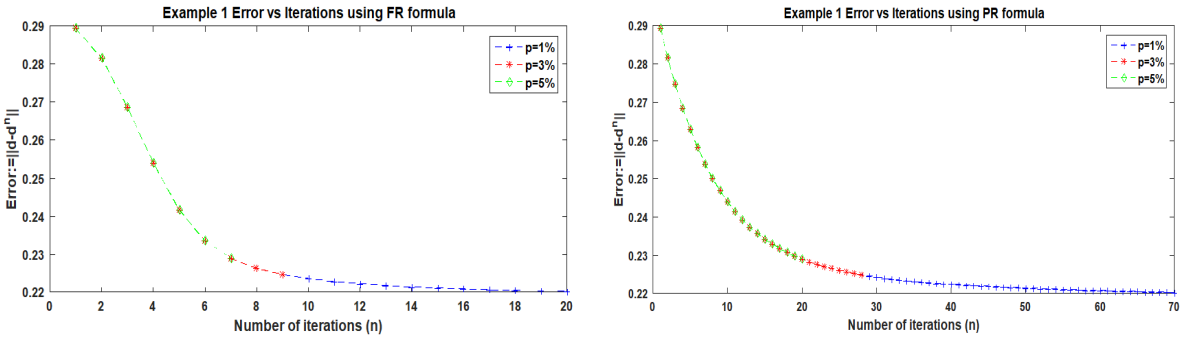 Example 1 Error vs Iterations using FR formula
0.29
0.28
0.27
0.26
0.25
0.24
0.23
0.22
Error:=||d-dⁿ||
p=1%
p=3%
p=5%
0 2 4 6 8 10 12 14 16 18 20
Number of iterations (n)
Example 1 Error vs Iterations using PR formula
0.29
0.28
0.27
0.26
0.25
0.24
0.23
0.22
Error:=||d-dⁿ||
p=1%
p=3%
p=5%
0 10 20 30 40 50 60 70
Number of iterations (n)